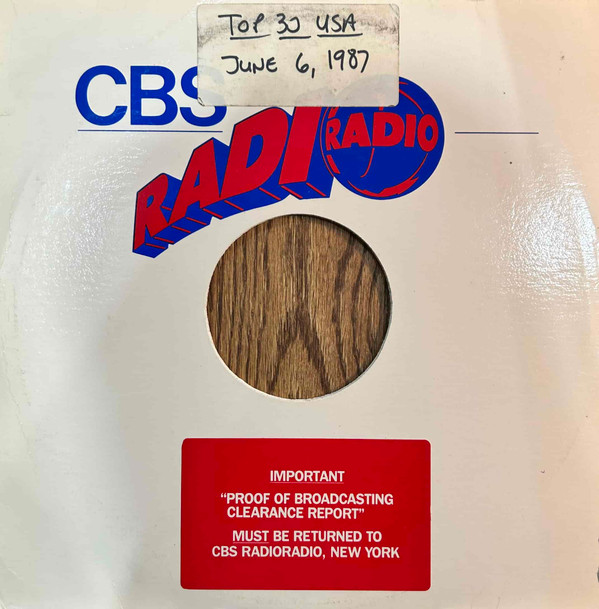 TOP 30 USA
JUNE 6, 1987
CBS
RADIO RADIO
IMPORTANT
"PROOF OF BROADCASTING
CLEARANCE REPORT"
MUST BE RETURNED TO
CBS RADIORADIO, NEW YORK